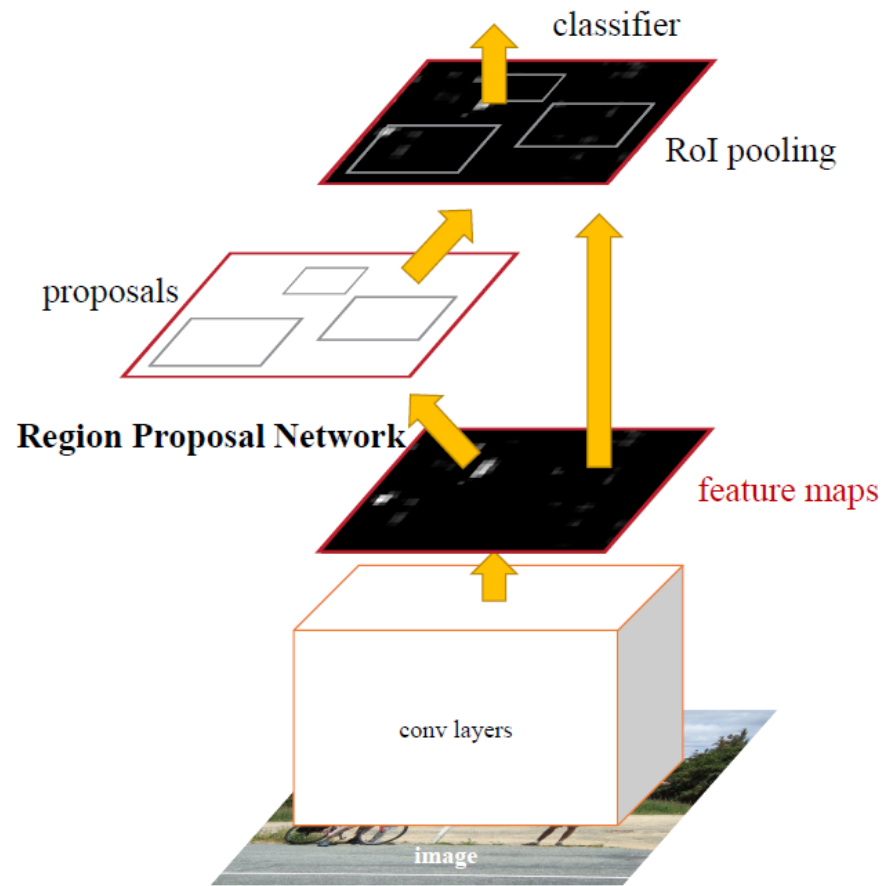 classifier
RoI pooling
proposals
Region Proposal Network
feature maps
conv layers
image